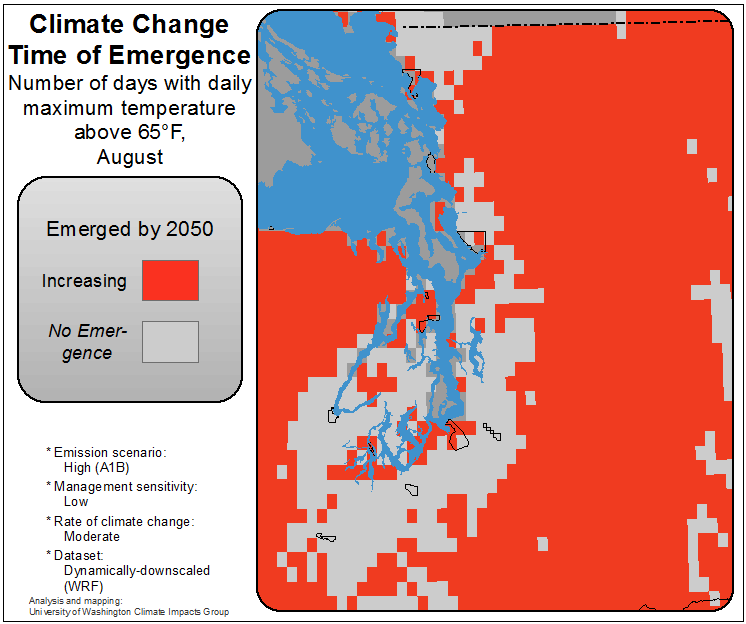 Climate Change
Time of Emergence
Number of days with daily
maximum temperature
above 65°F,
August
Emerged by 2050
Increasing
No Emer-
gence
* Emission scenario:
High (A1B)
* Management sensitivity:
Low
* Rate of climate change:
Moderate
* Dataset:
Dynamically-downscaled
(WRF)
Analysis and mapping:
University of Washington Climate Impacts Group